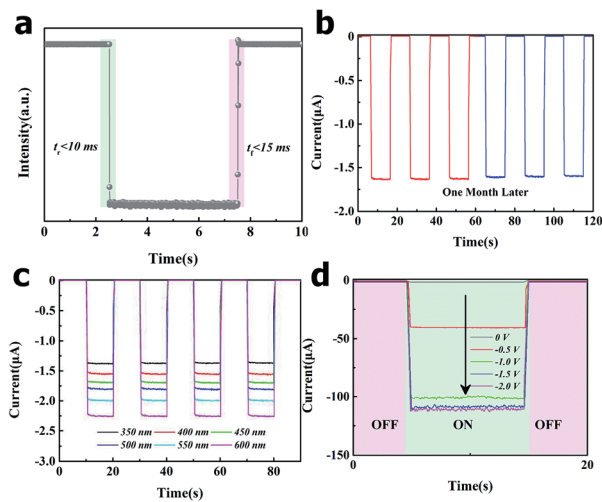 a
Intensity(a.u.)
tr<10 ms
tf<15 ms
0 2 4 6 8 10
Time(s)
b
Current(μA)
0
-0.5
-1.0
-1.5
-2.0
One Month Later
0 20 40 60 80 100 120
Time(s)
c
Current(μA)
0.0
-0.5
-1.0
-1.5
-2.0
-2.5
-3.0
350 nm 400 nm 450 nm
500 nm 550 nm 600 nm
0 20 40 60 80
Time(s)
d
Current(μA)
0
-50
-100
-150
0 V
-0.5 V
-1.0 V
-1.5 V
-2.0 V
OFF ON OFF
0 20
Time(s)